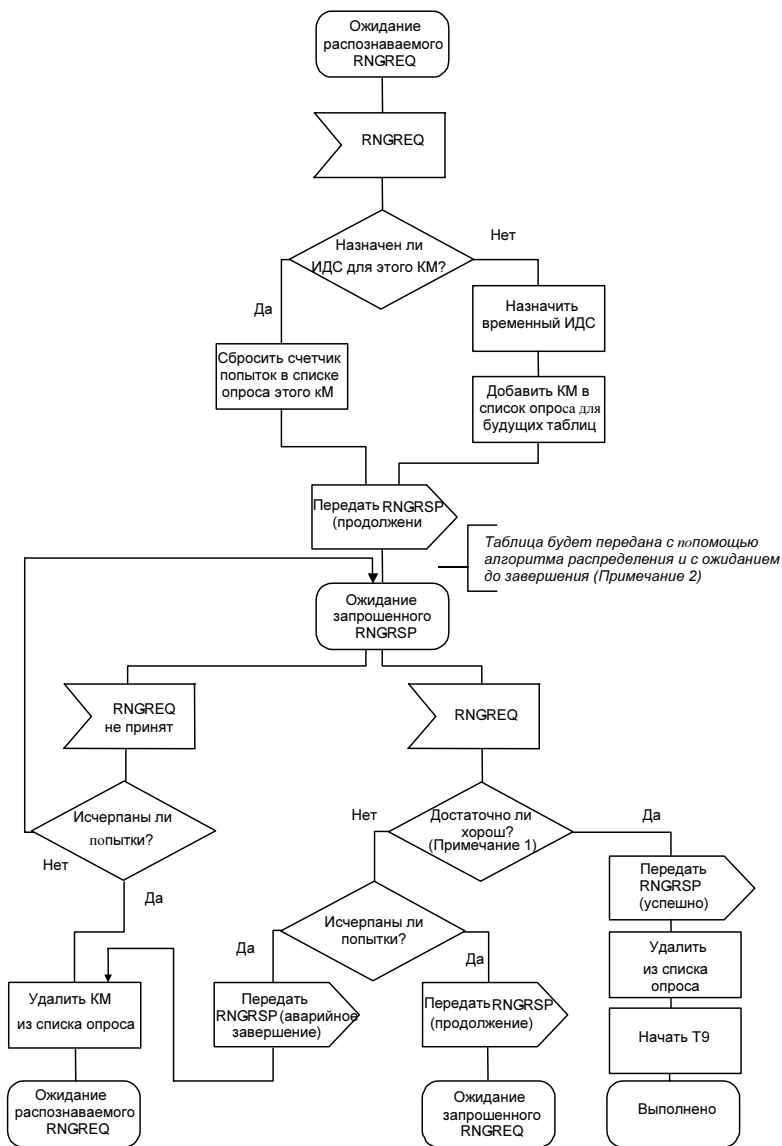 Ожидание
распознаваемого
RNGREQ
RNGREQ
Назначен ли
ИДС для этого КМ?
Нет
Да
Назначить
временный ИДС
Сбросить счетчик
попыток в списке
опроса этого кМ
Добавить КМ в
список опроса для
будущих таблиц
Передать RNGRSP
(продолжени
Таблица будет передана с попомощью
алгоритма распределения и с ожиданием
до завершения (Примечание 2)
Ожидание
запрошенного
RNGRSP
RNGREQ
не принят
RNGREQ
Исчерпаны ли
попытки?
Нет
Да
Достаточно ли
хорош?
(Примечание 1)
Нет
Да
Передать
RNGRSP
(успешно)
Исчерпаны ли
попытки?
Да
Да
Удалить
из списка
опроса
Удалить КМ
из списка опроса
Передать
RNGRSP (аварийное
завершение)
Передать RNGRSP
(продолжение)
Начать Т9
Ожидание
распознаваемого
RNGREQ
Ожидание
запрошенного
RNGREQ
Выполнено